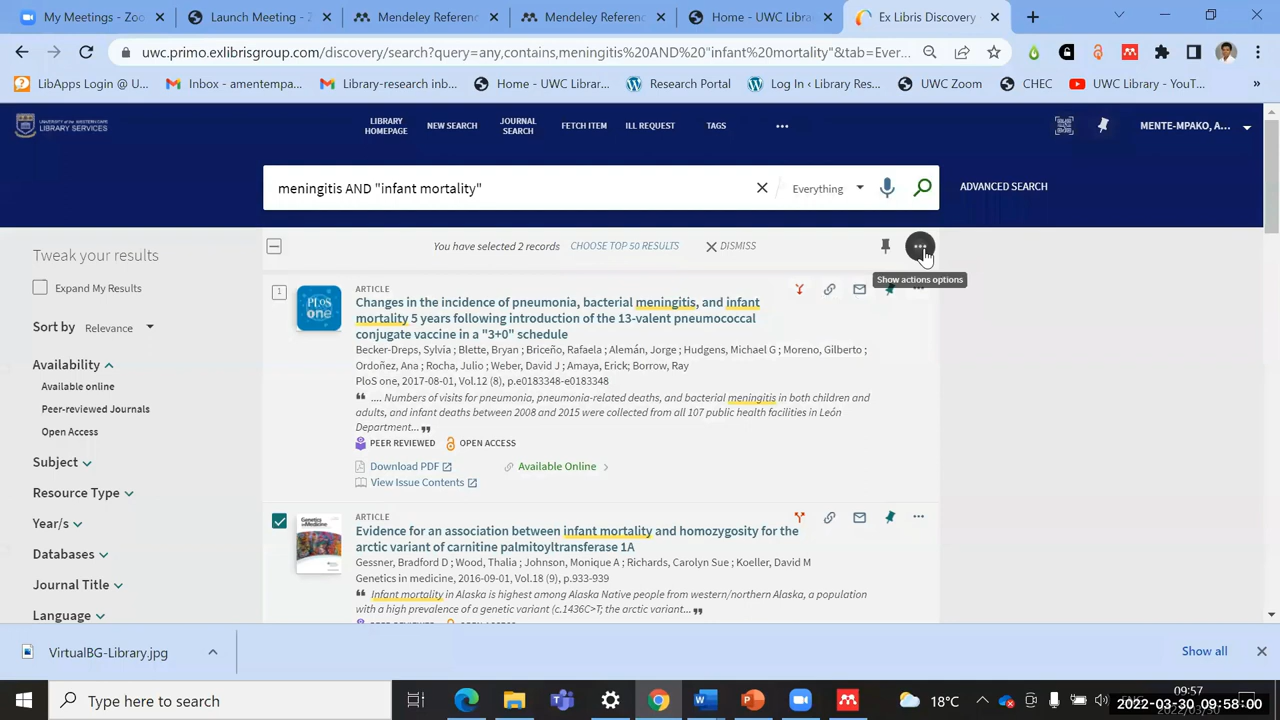 My Meetings - Zoo
Launch Meeting - Z
Mendeley Referenc
Mendeley Referenc
Home - UWC Libra
Ex Libris Discovery
uwc.primo.exlibrisgroup.com/discovery/search?query=any,contains,meningitis%20AND%20"infant%20mortality"&tab=Ever...
LibApps Login @ U...
Inbox - amentempa...
Library-research inb...
Home - UWC Librar...
Research Portal
Log In ‹ Library Res...
UWC Zoom
CHEC
UWC Library - YouT...
UNIVERSITY of the WESTERN CAPE
LIBRARY SERVICES
LIBRARY HOMEPAGE
NEW SEARCH
JOURNAL SEARCH
FETCH ITEM
ILL REQUEST
TAGS
...
MENTE-MPAKO, A...
meningitis AND "infant mortality"
Everything
ADVANCED SEARCH
You have selected 2 records
CHOOSE TOP 50 RESULTS
DISMISS
Show actions options
Tweak your results
Expand My Results
Sort by Relevance
Availability
Available online
Peer-reviewed Journals
Open Access
Subject
Resource Type
Year/s
Databases
Journal Title
Language
1
PLOS one
ARTICLE
Changes in the incidence of pneumonia, bacterial meningitis, and infant
mortality 5 years following introduction of the 13-valent pneumococcal
conjugate vaccine in a "3+0" schedule
Becker-Dreps, Sylvia ; Blette, Bryan ; Briceño, Rafaela ; Alemán, Jorge ; Hudgens, Michael G ; Moreno, Gilberto ;
Ordoñez, Ana ; Rocha, Julio ; Weber, David J ; Amaya, Erick; Borrow, Ray
PloS one, 2017-08-01, Vol.12 (8), p.e0183348-e0183348
❝ .... Numbers of visits for pneumonia, pneumonia-related deaths, and bacterial meningitis in both children and
adults, and infant deaths between 2008 and 2015 were collected from all 107 public health facilities in León
Department... ❞
PEER REVIEWED
OPEN ACCESS
Download PDF
Available Online
View Issue Contents
Genetics in Medicine
ARTICLE
Evidence for an association between infant mortality and homozygosity for the
arctic variant of carnitine palmitoyltransferase 1A
Gessner, Bradford D ; Wood, Thalia ; Johnson, Monique A ; Richards, Carolyn Sue ; Koeller, David M
Genetics in medicine, 2016-09-01, Vol.18 (9), p.933-939
❝ Infant mortality in Alaska is highest among Alaska Native people from western/northern Alaska, a population
with a high prevalence of a genetic variant (c.1436C>T; the arctic variant... ❞
VirtualBG-Library.jpg
Show all
Type here to search
18°C
ENG
09:57
2022-03-30 09:58:00